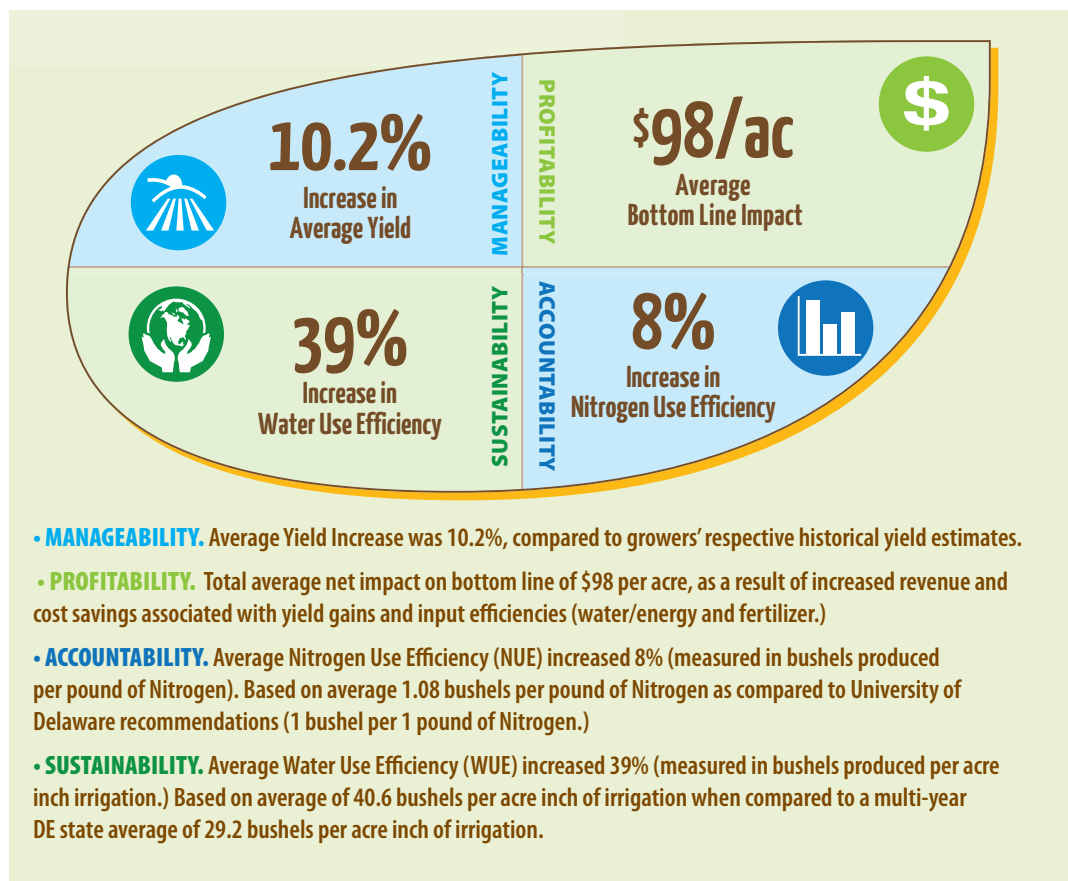 10.2%
Increase in
Average Yield
MANAGEABILITY
PROFITABILITY
$98/ac
Average
Bottom Line Impact
$
39%
Increase in
Water Use Efficiency
SUSTAINABILITY
ACCOUNTABILITY
8%
Increase in
Nitrogen Use Efficiency
• MANAGEABILITY. Average Yield Increase was 10.2%, compared to growers’ respective historical yield estimates.
• PROFITABILITY. Total average net impact on bottom line of $98 per acre, as a result of increased revenue and
cost savings associated with yield gains and input efficiencies (water/energy and fertilizer.)
• ACCOUNTABILITY. Average Nitrogen Use Efficiency (NUE) increased 8% (measured in bushels produced
per pound of Nitrogen). Based on average 1.08 bushels per pound of Nitrogen as compared to University of
Delaware recommendations (1 bushel per 1 pound of Nitrogen.)
• SUSTAINABILITY. Average Water Use Efficiency (WUE) increased 39% (measured in bushels produced per acre
inch irrigation.) Based on average of 40.6 bushels per acre inch of irrigation when compared to a multi-year
DE state average of 29.2 bushels per acre inch of irrigation.